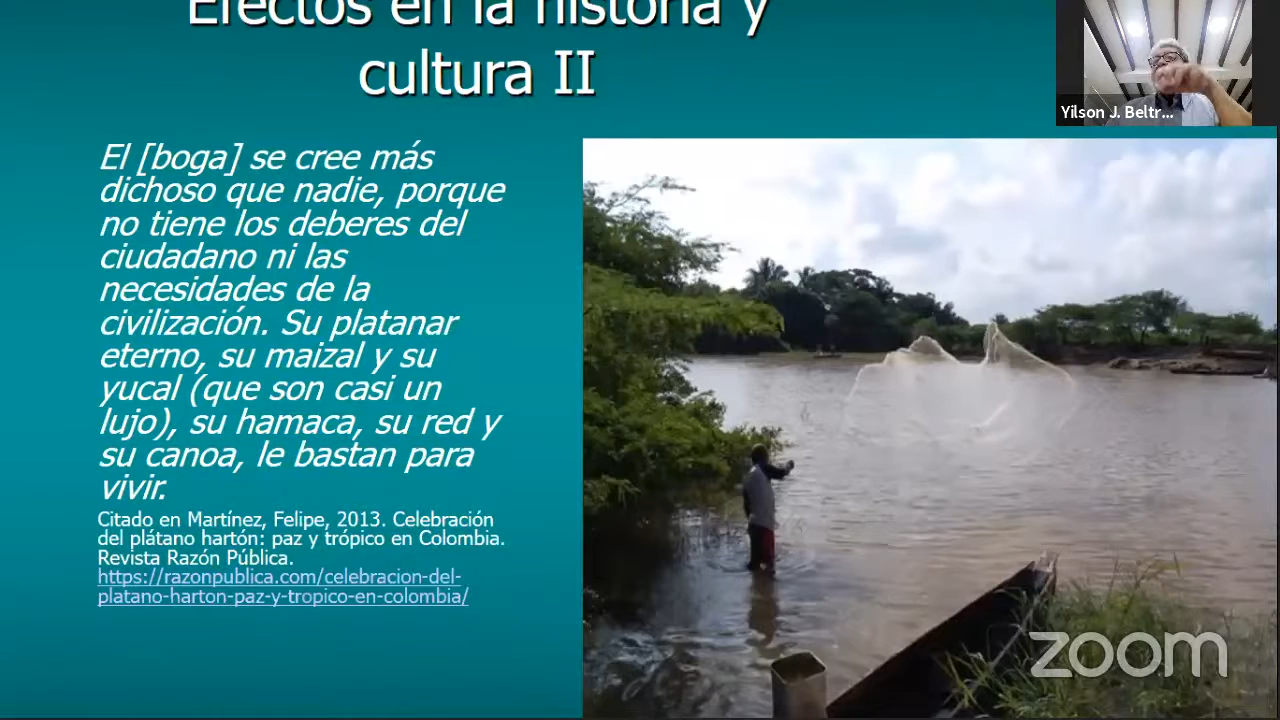 Efectos en la historia y
cultura II
Yilson J. Beltr...
El [boga] se cree más
dichoso que nadie, porque
no tiene los deberes del
ciudadano ni las
necesidades de la
civilización. Su platanar
eterno, su maizal y su
yucal (que son casi un
lujo), su hamaca, su red y
su canoa, le bastan para
vivir.
Citado en Martínez, Felipe, 2013. Celebración
del plátano hartón: paz y trópico en Colombia.
Revista Razón Pública.
https://razonpublica.com/celebracion-del-
platano-harton-paz-y-tropico-en-colombia/
zoom